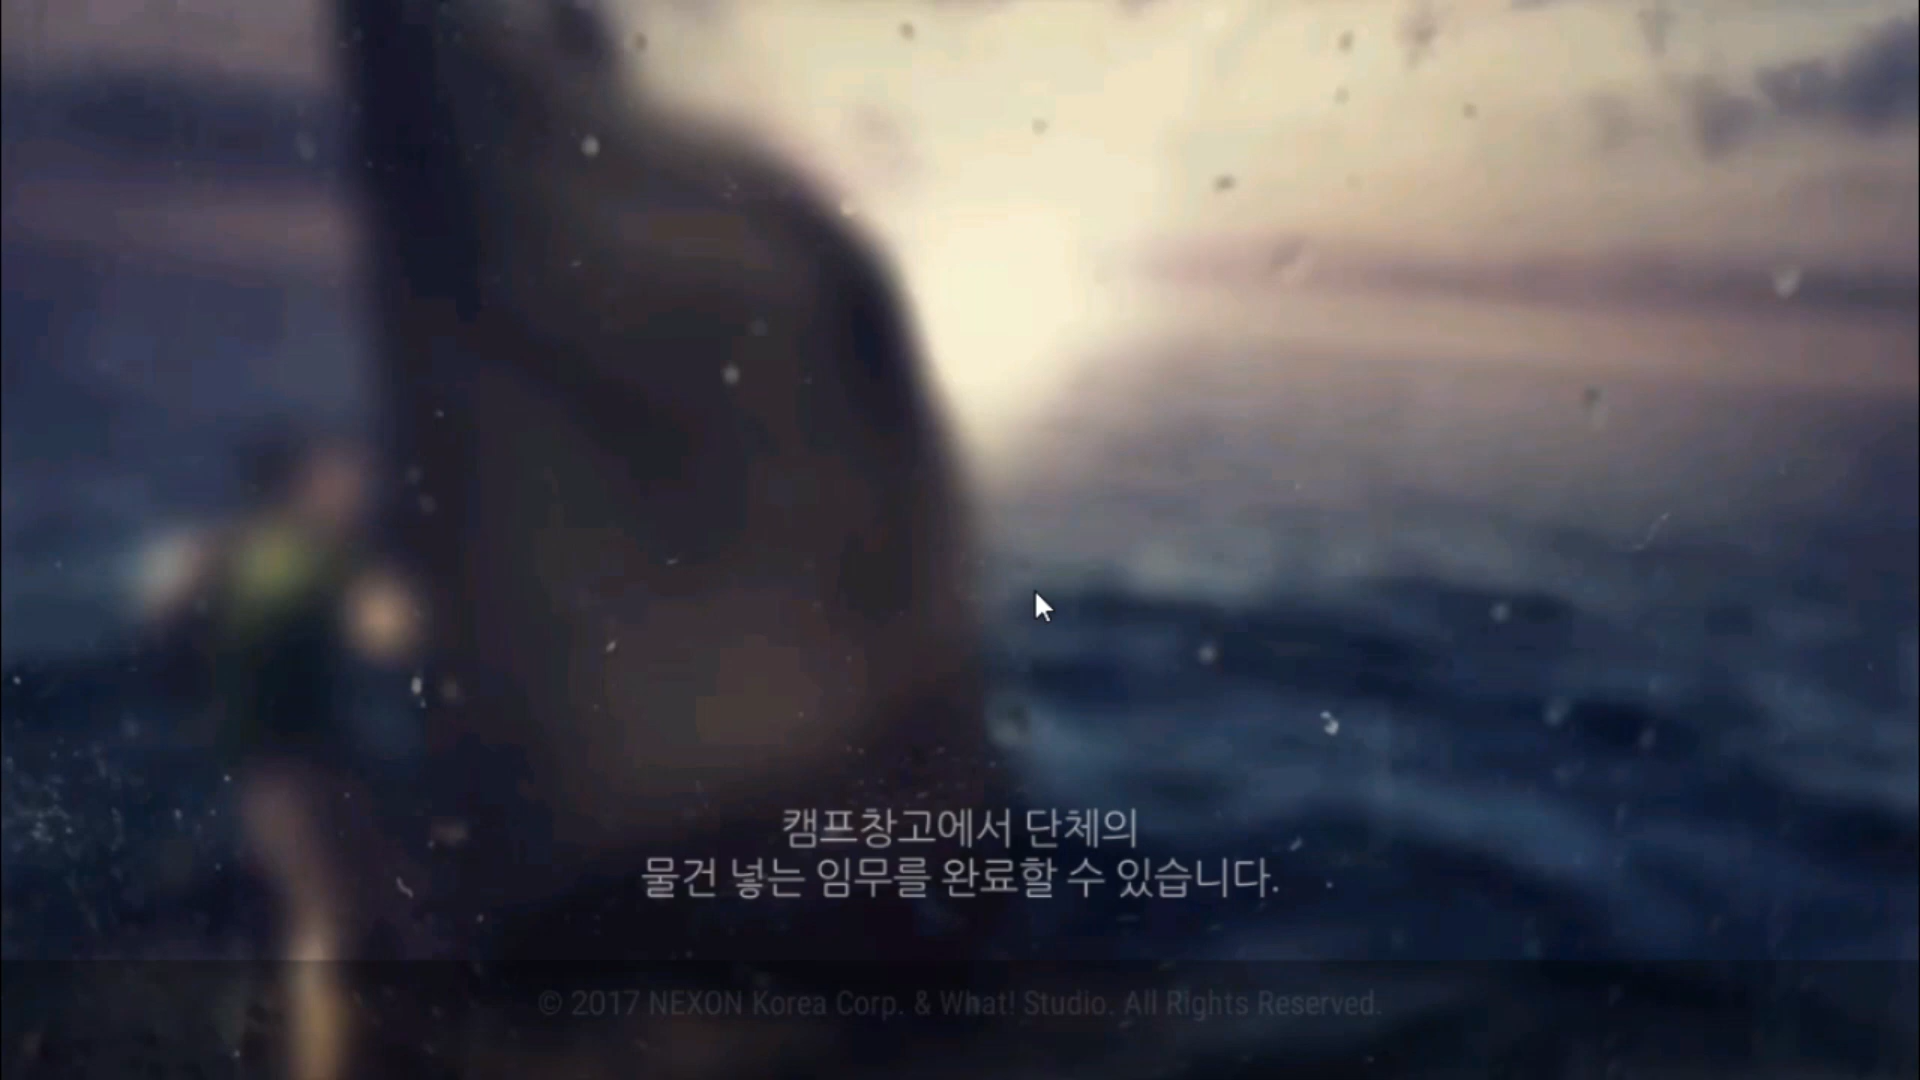 캠프창고에서 단체의
물건 넣는 임무를 완료할 수 있습니다.
© 2017 NEXON Korea Corp. & What! Studio. All Rights Reserved.